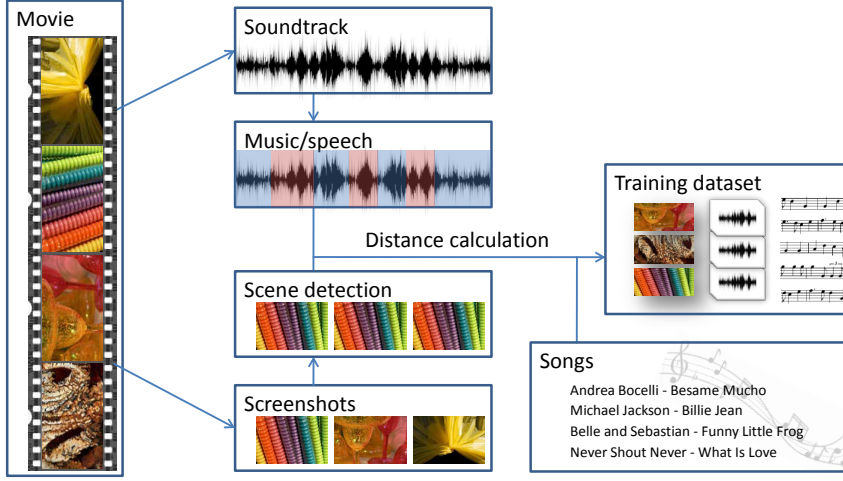 Movie
Soundtrack
Music/speech
Training dataset
Distance calculation
Scene detection
Songs
Andrea Bocelli - Besame Mucho
Michael Jackson - Billie Jean
Belle and Sebastian - Funny Little Frog
Never Shout Never - What Is Love
Screenshots